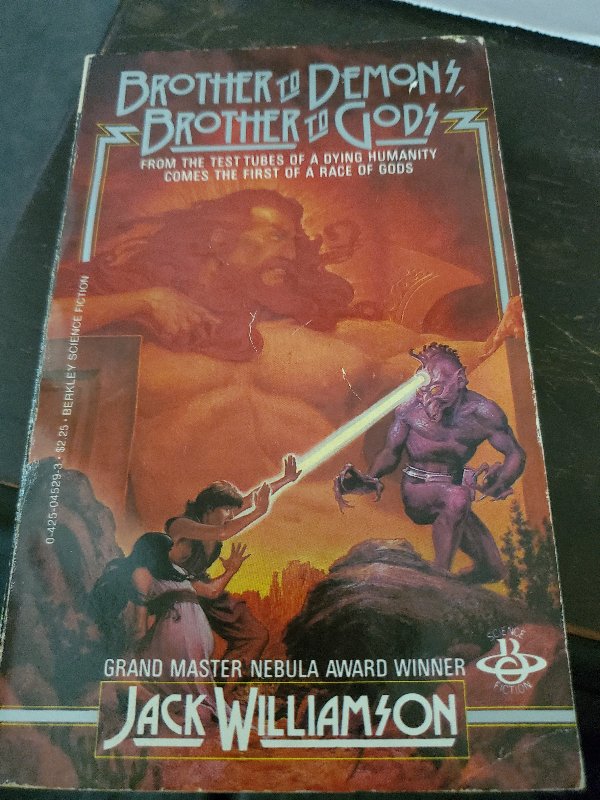 BROTHER TO DEMONS,
BROTHER TO GODS
FROM THE TEST TUBES OF A DYING HUMANITY
COMES THE FIRST OF A RACE OF GODS
0-425-04529-3 • $2.25 • BERKLEY SCIENCE FICTION
GRAND MASTER NEBULA AWARD WINNER
JACK WILLIAMSON
SCIENCE
B
FICTION